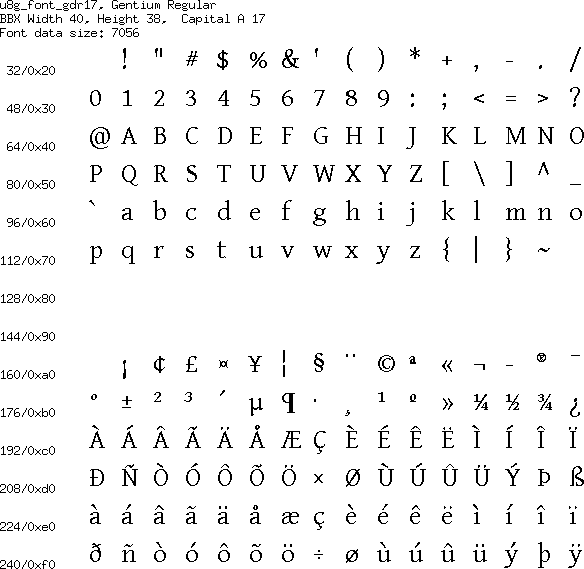 u8g_font_gdr17, Gentium Regular
BBX Width 40, Height 38,  Capital A 17
Font data size: 7056
32/0x20 ! " # $ % & ' ( ) * + , - . /
48/0x30 0 1 2 3 4 5 6 7 8 9 : ; < = > ?
64/0x40 @ A B C D E F G H I J K L M N O
80/0x50 P Q R S T U V W X Y Z [ \ ] ^ _
96/0x60 ` a b c d e f g h i j k l m n o
112/0x70 p q r s t u v w x y z { | } ~
128/0x80
144/0x90
160/0xa0 ¡ ¢ £ ¤ ¥ ¦ § ¨ © ª « ¬ - ® ¯
176/0xb0 ° ± ² ³ ´ µ ¶ · ¸ ¹ º » ¼ ½ ¾ ¿
192/0xc0 À Á Â Ã Ä Å Æ Ç È É Ê Ë Ì Í Î Ï
208/0xd0 Ð Ñ Ò Ó Ô Õ Ö × Ø Ù Ú Û Ü Ý Þ ß
224/0xe0 à á â ã ä å æ ç è é ê ë ì í î ï
240/0xf0 ð ñ ò ó ô õ ö ÷ ø ù ú û ü ý þ ÿ